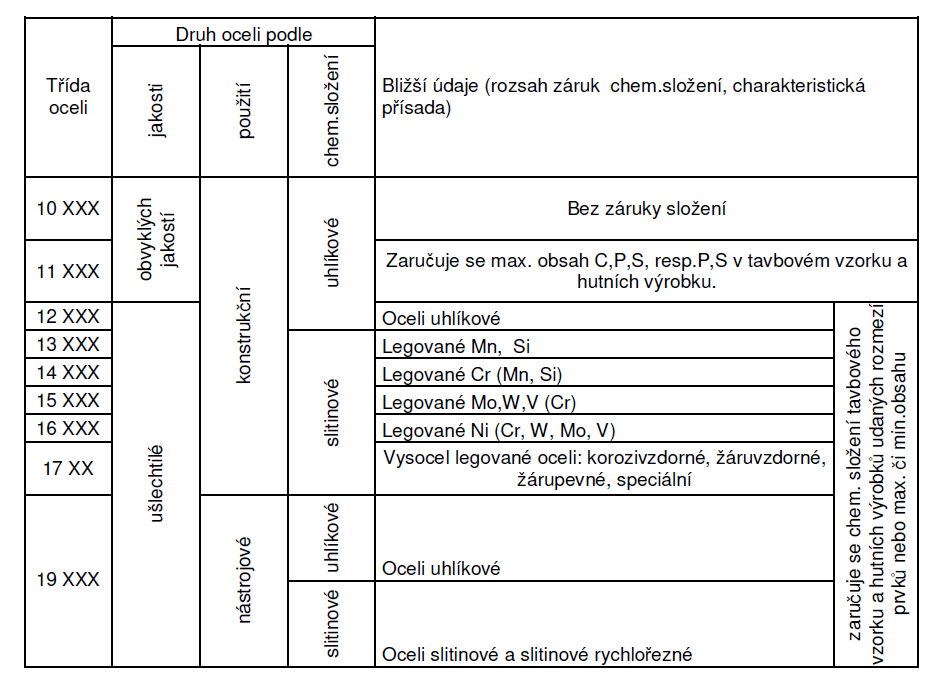 Třída
oceli
Druh oceli podle
jakosti
použití
chem.složení
Bližší údaje (rozsah záruk  chem.složení, charakteristická
přísada)
10 XXX
obvyklých
jakostí
konstrukční
uhlíkové
Bez záruky složení
11 XXX
Zaručuje se max. obsah C,P,S, resp.P,S v tavbovém vzorku a
hutních výrobku.
12 XXX
ušlechtilé
Oceli uhlíkové
zaručuje se chem. složení tavbového
vzorku a hutních výrobků udaných rozmezí
prvků nebo max. či min.obsahu
13 XXX
slitinové
Legované Mn,  Si
14 XXX
Legované Cr (Mn, Si)
15 XXX
Legované Mo,W,V (Cr)
16 XXX
Legované Ni (Cr, W, Mo, V)
17 XX
Vysocel legované oceli: korozivzdorné, žáruvzdorné,
žárupevné, speciální
19 XXX
nástrojové
uhlíkové
Oceli uhlíkové
slitinové
Oceli slitinové a slitinové rychlořezné